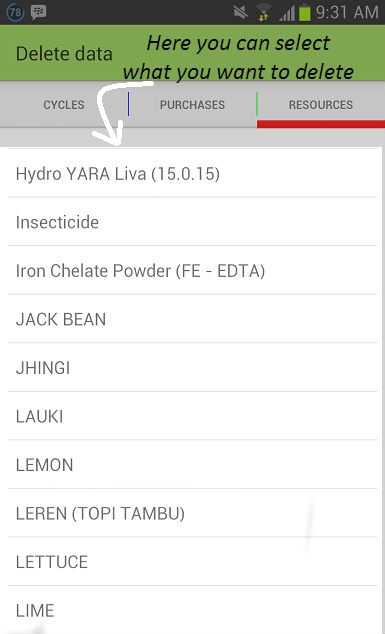 78
9:31 AM
Delete data
Here you can select
what you want to delete
CYCLES
PURCHASES
RESOURCES
Hydro YARA Liva (15.0.15)
Insecticide
Iron Chelate Powder (FE - EDTA)
JACK BEAN
JHINGI
LAUKI
LEMON
LEREN (TOPI TAMBU)
LETTUCE
LIME